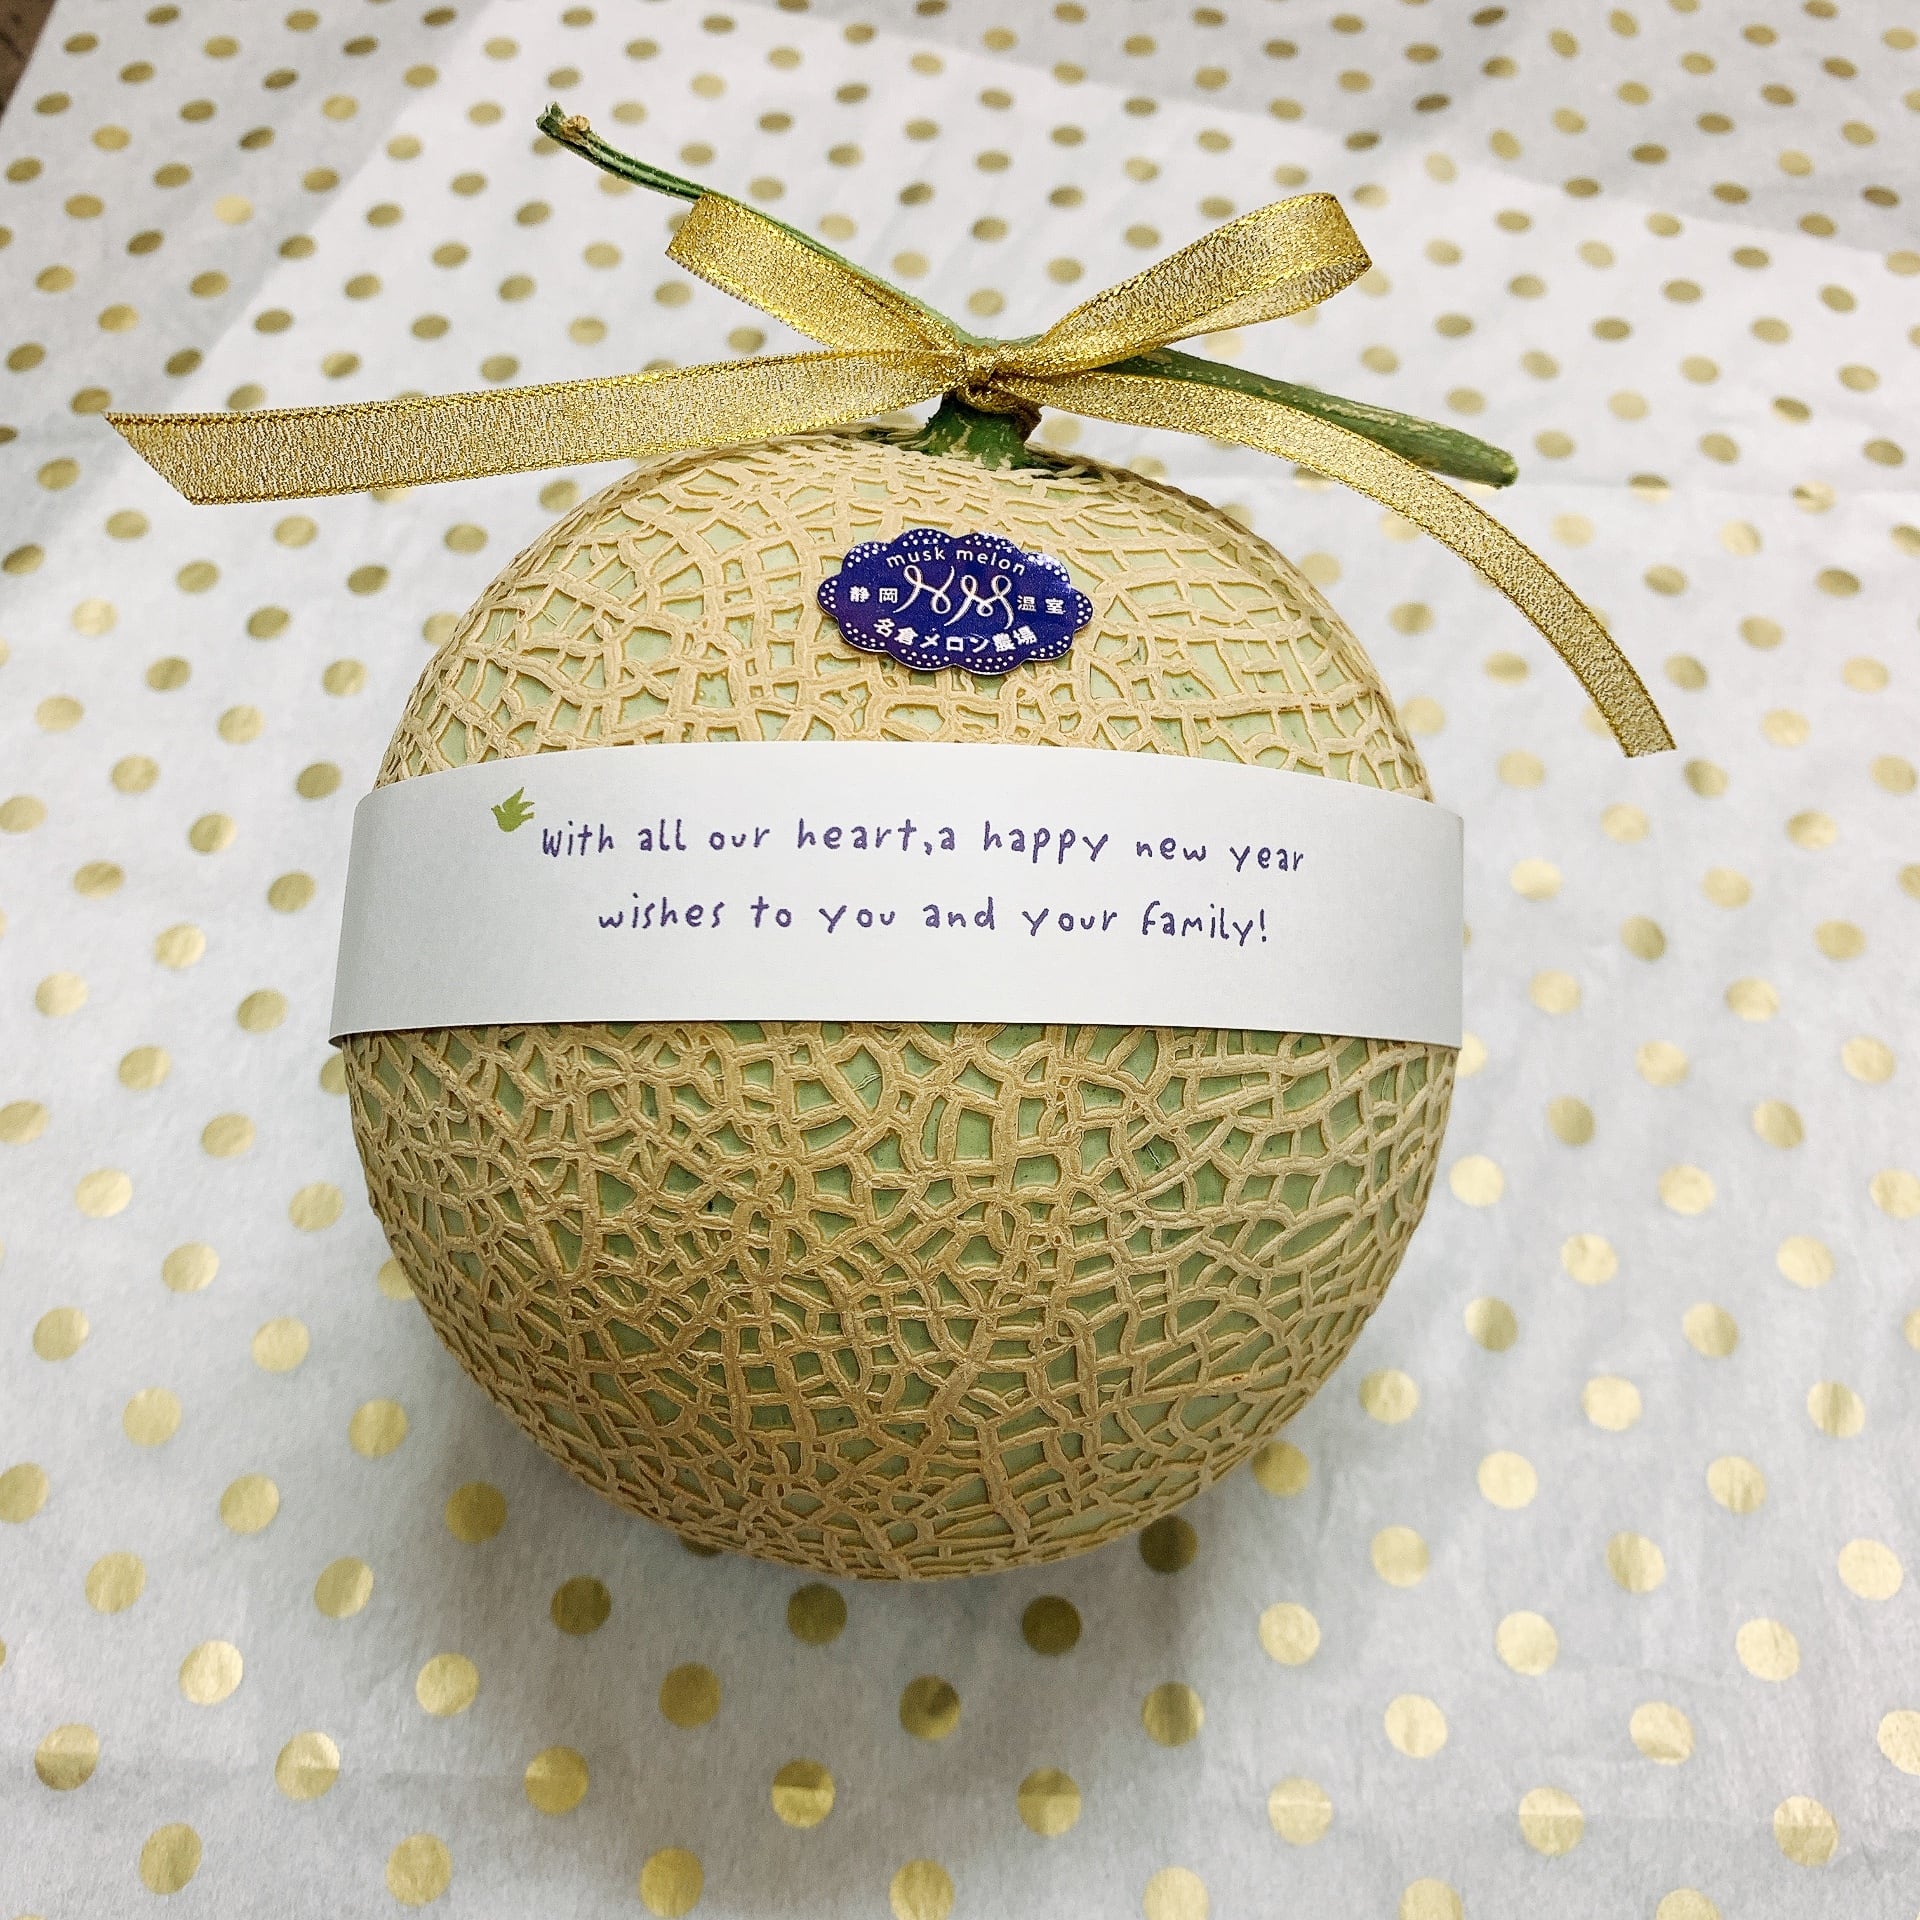 musk melon
静岡 温室
名倉メロン農場
with all our heart,a happy new year
wishes to you and your family!